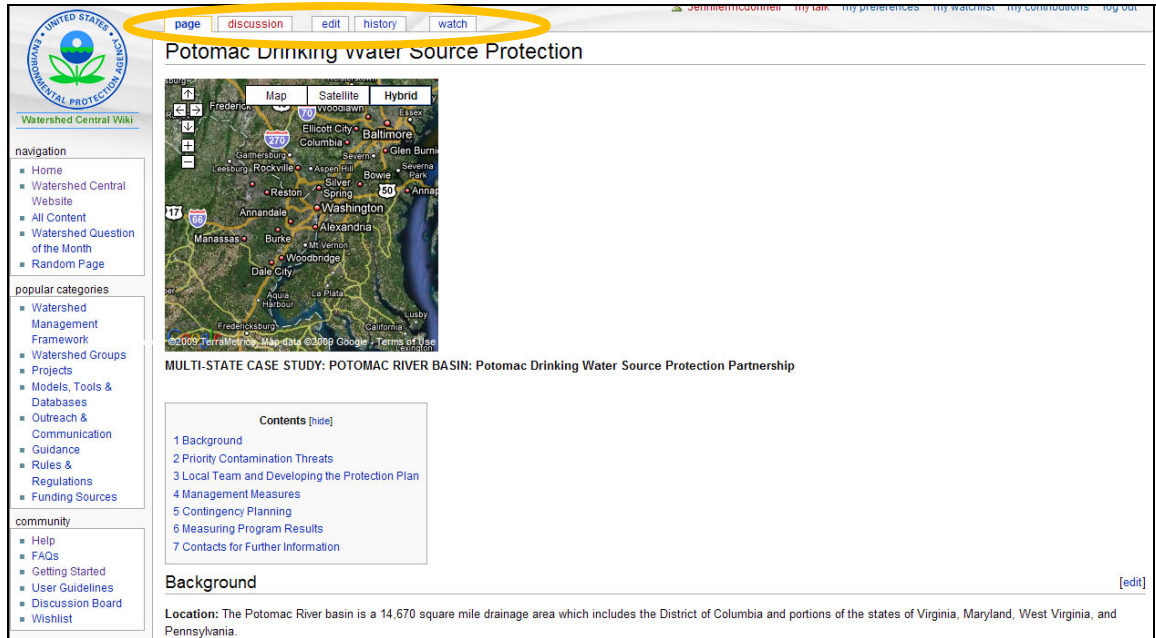 Jennifermcdonnell my talk my preferences my watchlist my contributions log out
page discussion edit history watch
UNITED STATES
ENVIRONMENTAL PROTECTION AGENCY
Watershed Central Wiki
navigation
Home
Watershed Central
Website
All Content
Watershed Question
of the Month
Random Page
popular categories
Watershed
Management
Framework
Watershed Groups
Projects
Models, Tools &
Databases
Outreach &
Communication
Guidance
Rules &
Regulations
Funding Sources
community
Help
FAQs
Getting Started
User Guidelines
Discussion Board
Wishlist
Potomac Drinking Water Source Protection
Map Satellite Hybrid
Frederick
70
Woodlawn
Essex
Ellicott City
Baltimore
270
Columbia
Glen Burni
Gaithersburg
Severn
Leesburg
Rockville
Aspen Hill
Bowie
Severna
Park
Silver
Spring
Reston
50
Annap
17
66
Annandale
Washington
Alexandria
Manassas
Burke
Mt Vernon
Woodbridge
Dale City
Aquia
Harbour
La Plata
Lusby
Fredericksburg
California
Lexington
©2009 TerraMetrics, Map data ©2009 Google - Terms of Use
MULTI-STATE CASE STUDY: POTOMAC RIVER BASIN: Potomac Drinking Water Source Protection Partnership
Contents [hide]
1 Background
2 Priority Contamination Threats
3 Local Team and Developing the Protection Plan
4 Management Measures
5 Contingency Planning
6 Measuring Program Results
7 Contacts for Further Information
Background [edit]
Location: The Potomac River basin is a 14,670 square mile drainage area which includes the District of Columbia and portions of the states of Virginia, Maryland, West Virginia, and
Pennsylvania.